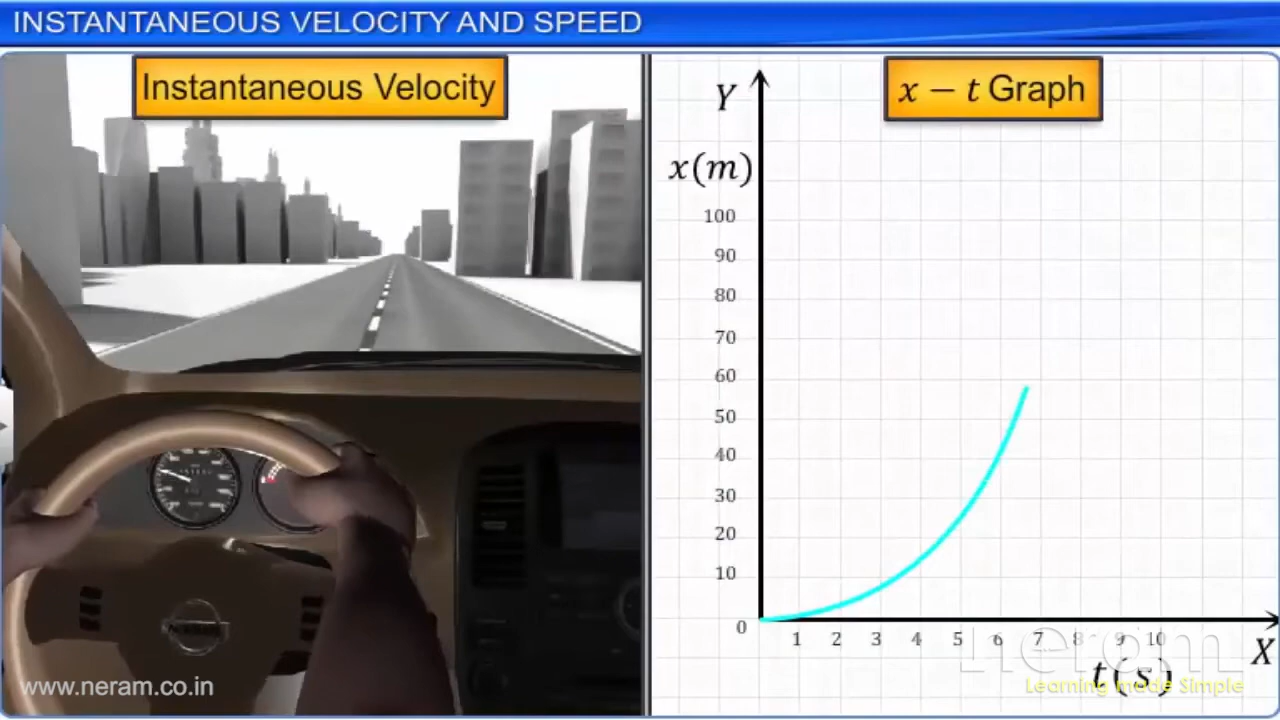 INSTANTANEOUS VELOCITY AND SPEED
Instantaneous Velocity
x − t Graph
Y
x(m)
100
90
80
70
60
50
40
30
20
10
0
1 2 3 4 5 6 7 8 9 10
X
t(s)
neram
Learning made Simple
www.neram.co.in